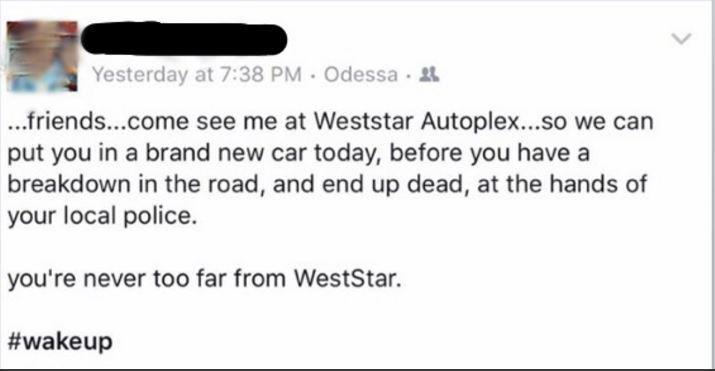 Yesterday at 7:38 PM · Odessa ·
...friends...come see me at Weststar Autoplex...so we can
put you in a brand new car today, before you have a
breakdown in the road, and end up dead, at the hands of
your local police.
you're never too far from WestStar.
#wakeup